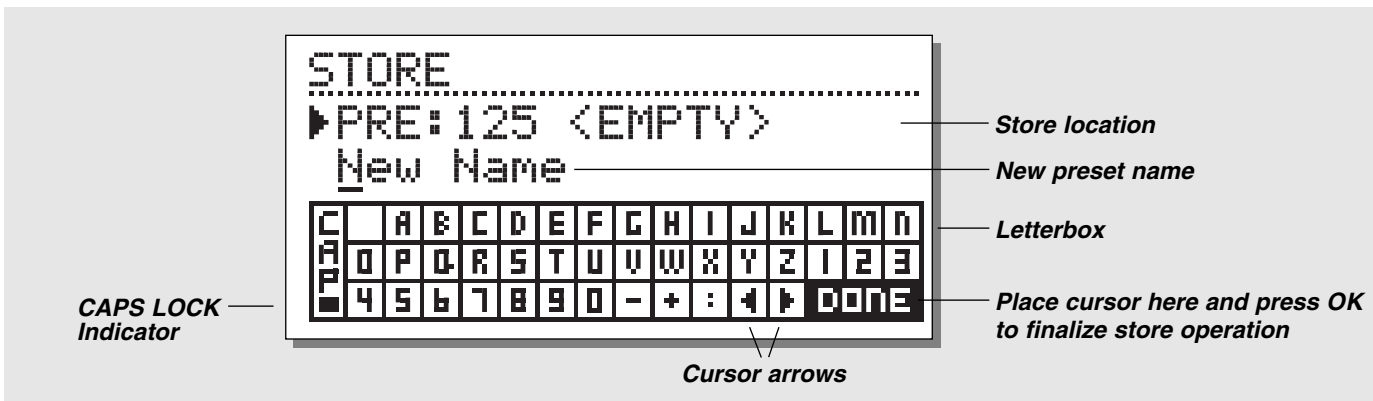 STORE
PRE:125 <EMPTY>
New Name
CAP A B C D E F G H I J K L M N
O P Q R S T U V W X Y Z 1 2 3
4 5 6 7 8 9 0 - + : ◀ ▶ DONE
Store location
New preset name
Letterbox
Place cursor here and press OK
to finalize store operation
CAPS LOCK
Indicator
Cursor arrows